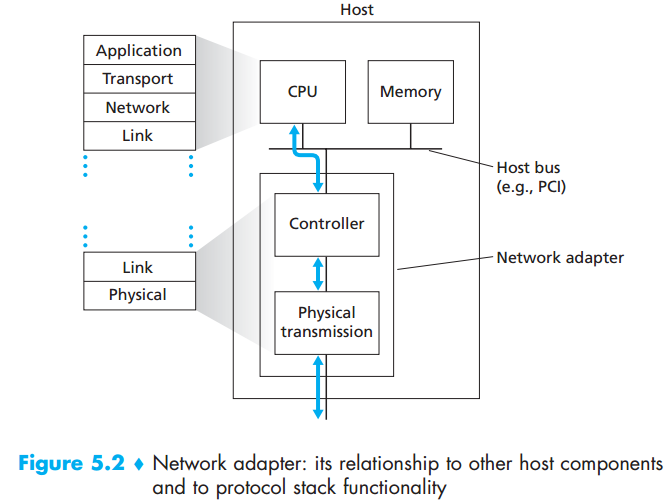 Host
Application
Transport
Network
Link
CPU
Memory
Host bus
(e.g., PCI)
Controller
Network adapter
Link
Physical
Physical
transmission
Figure 5.2 ♦ Network adapter: its relationship to other host components
and to protocol stack functionality